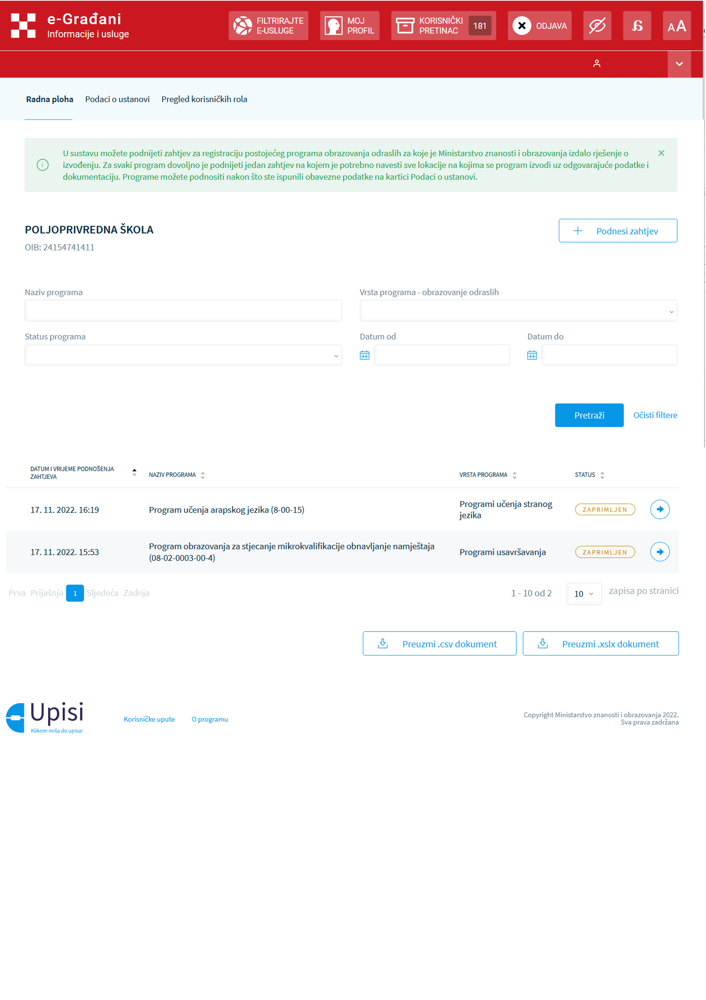 e-Građani
Informacije i usluge
FILTRIRAJTE
E-USLUGE
MOJ
PROFIL
KORISNIČKI
PRETINAC
181
ODJAVA
AA
Radna ploha
Podaci o ustanovi
Pregled korisničkih rola
U sustavu možete podnijeti zahtjev za registraciju postojećeg programa obrazovanja odraslih za koje je Ministarstvo znanosti i obrazovanja izdalo rješenje o
izvođenju. Za svaki program dovoljno je podnijeti jedan zahtjev na kojem je potrebno navesti sve lokacije na kojima se program izvodi uz odgovarajuće podatke i
dokumentaciju. Programe možete podnositi nakon što ste ispunili obavezne podatke na kartici Podaci o ustanovi.
POLJOPRIVREDNA ŠKOLA
OIB: 24154741411
Podnesi zahtjev
Naziv programa
Vrsta programa - obrazovanje odraslih
Status programa
Datum od
Datum do
Pretraži
Očisti filtere
DATUM I VRIJEME PODNOŠENJA
ZAHTJEVA
NAZIV PROGRAMA
VRSTA PROGRAMA
STATUS
17. 11. 2022. 16:19
Program učenja arapskog jezika (8-00-15)
Programi učenja stranog
jezika
ZAPRIMLJEN
17. 11. 2022. 15:53
Program obrazovanja za stjecanje mikrokvalifikacije obnavljanje namještaja
(08-02-0003-00-4)
Programi usavršavanja
ZAPRIMLJEN
Prva Prijašnja 1 Sljedeća Zadnja
1 - 10 od 2
10
zapisa po stranici
Preuzmi .csv dokument
Preuzmi .xslx dokument
Upisi
Klikom miša do upisa!
Korisničke upute
O programu
Copyright Ministarstvo znanosti i obrazovanja 2022.
Sva prava zadržana